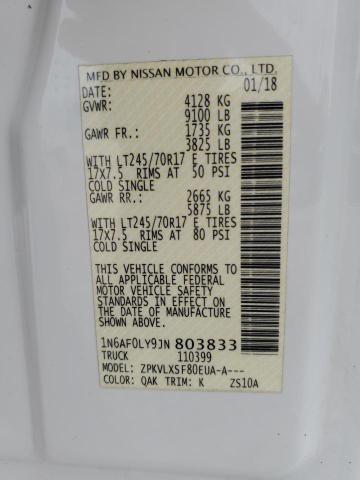 MFD BY NISSAN MOTOR CO., LTD.
DATE: 01/18
GVWR: 4128 KG
9100 LB
GAWR FR.: 1735 KG
3825 LB
WITH LT245/70R17 E TIRES
17X7.5 RIMS AT 50 PSI
COLD SINGLE
GAWR RR.: 2665 KG
5875 LB
WITH LT245/70R17 E TIRES
17X7.5 RIMS AT 80 PSI
COLD SINGLE
THIS VEHICLE CONFORMS TO
ALL APPLICABLE FEDERAL
MOTOR VEHICLE SAFETY
STANDARDS IN EFFECT ON
THE DATE OF MANUFACTURE
SHOWN ABOVE.
1N6AF0LY9JN803833
TRUCK 110399
MODEL: ZPKVLXSF80EUA-A---
COLOR: QAK TRIM: K ZS10A